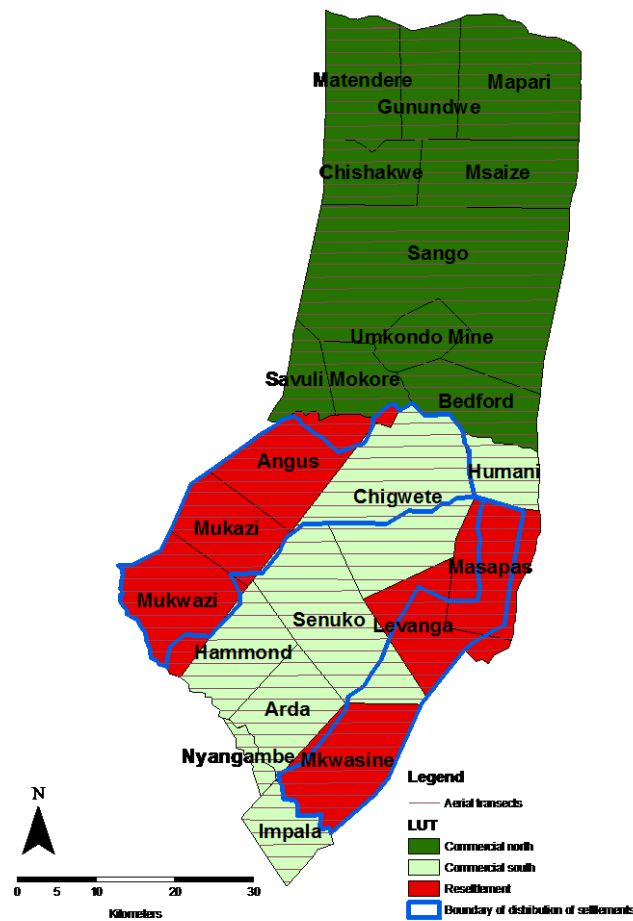 Matendere
Mapari
Gunundwe
Chishakwe
Msaize
Sango
Umkondo Mine
Savuli Mokore
Bedford
Angus
Humani
Chigwete
Mukazi
Masapas
Mukwazi
Senuko
Levanga
Hammond
Arda
Nyangambe
Mkwasine
Impala
Legend
Aerial transects
LUT
Commercial north
Commercial south
Resettlement
Boundary of distribution of settlements
N
0 5 10 20 30
Kilometers